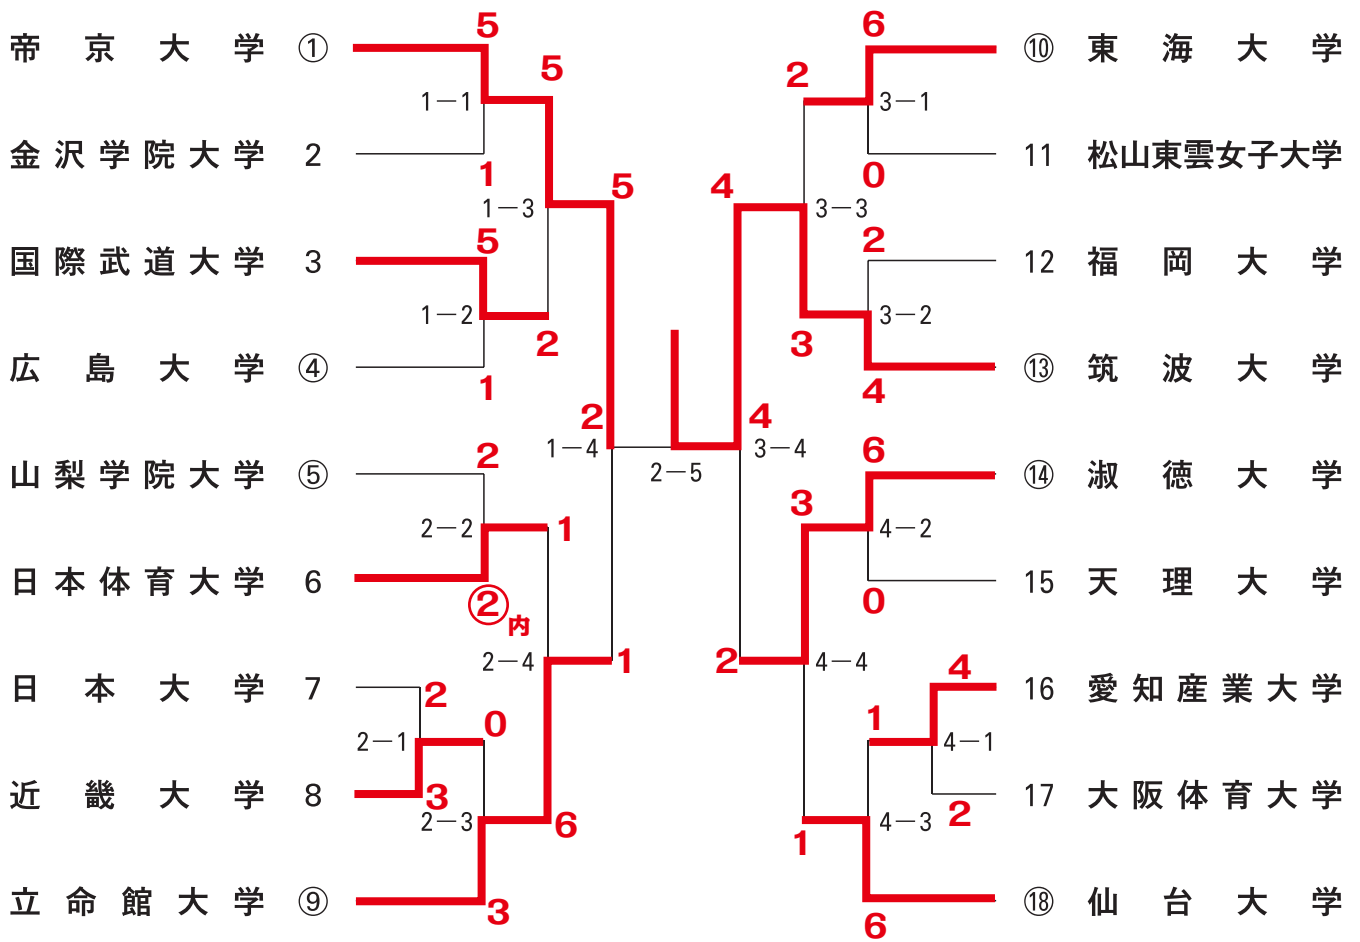 帝京大学 ① 5 5 6 2 ⑩ 東海大学
1－1 3－1
金沢学院大学 2 1 0 11 松山東雲女子大学
1－3 5 4 3－3
国際武道大学 3 5 2 12 福岡大学
1－2 2 3 3－2
広島大学 ④ 1 4 ⑬ 筑波大学
2 4
1－4 2－5 3－4
山梨学院大学 ⑤ 2 6 ⑭ 淑徳大学
2－2 1 3 4－2
日本体育大学 6 ② 内 0 15 天理大学
2－4 1 2 4－4
日本大学 7 2 4 16 愛知産業大学
2－1 0 1 4－1
近畿大学 8 3 2 17 大阪体育大学
2－3 6 1 4－3
立命館大学 ⑨ 3 6 ⑱ 仙台大学